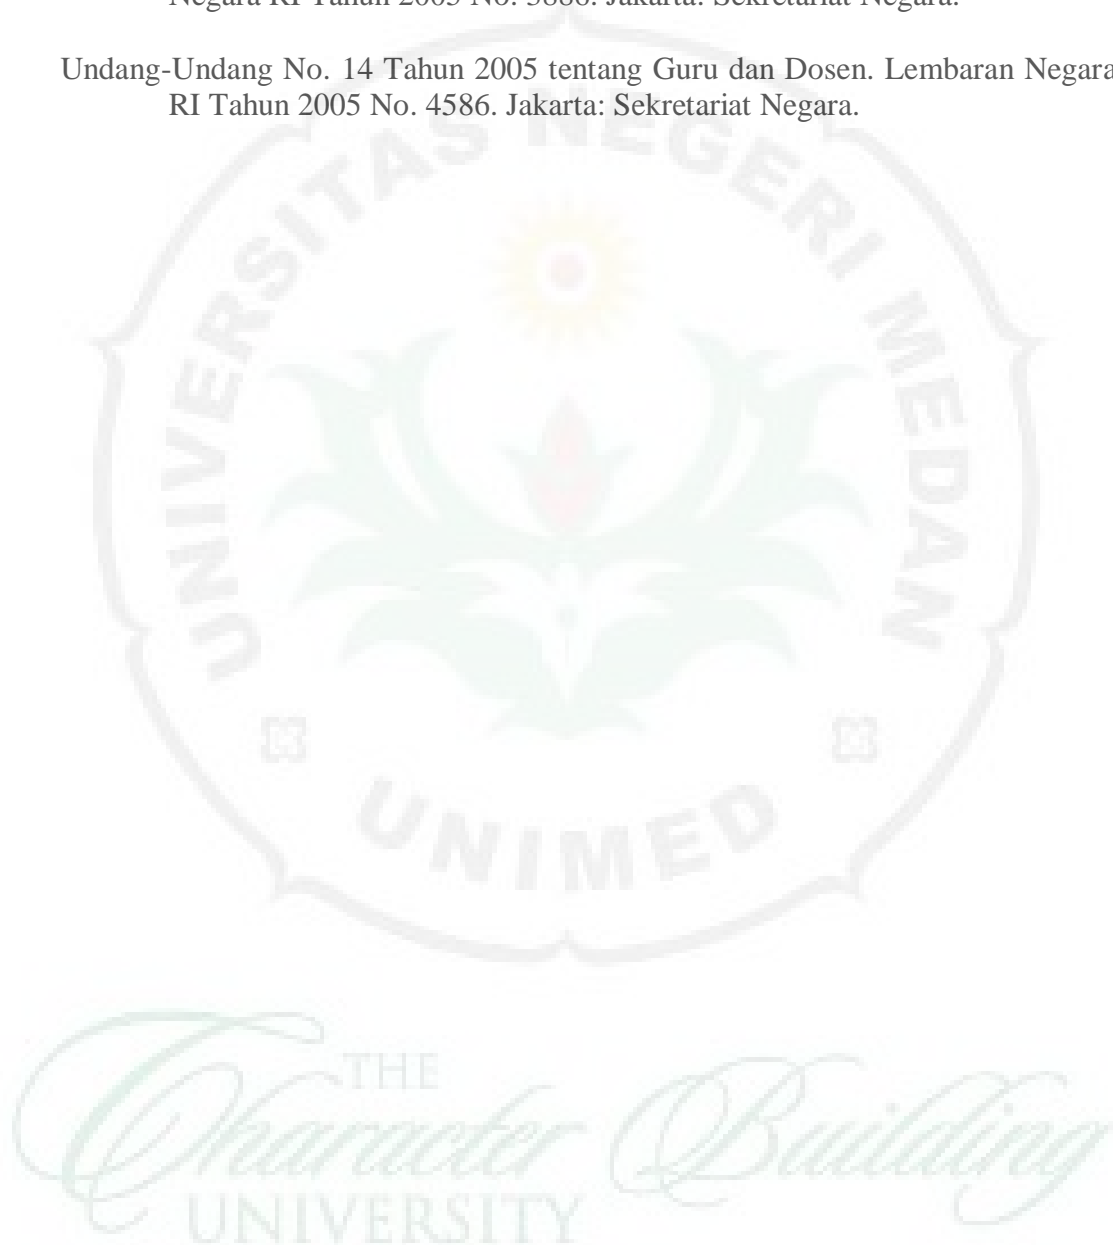 Negara RI Tahun 2003 No. 3888. Jakarta: Sekretariat Negara.
Undang-Undang No. 14 Tahun 2005 tentang Guru dan Dosen. Lembaran Negara
RI Tahun 2005 No. 4586. Jakarta: Sekretariat Negara.
UNIVERSITAS NEGERI MEDAN
UNIMED
THE
Character Building
UNIVERSITY